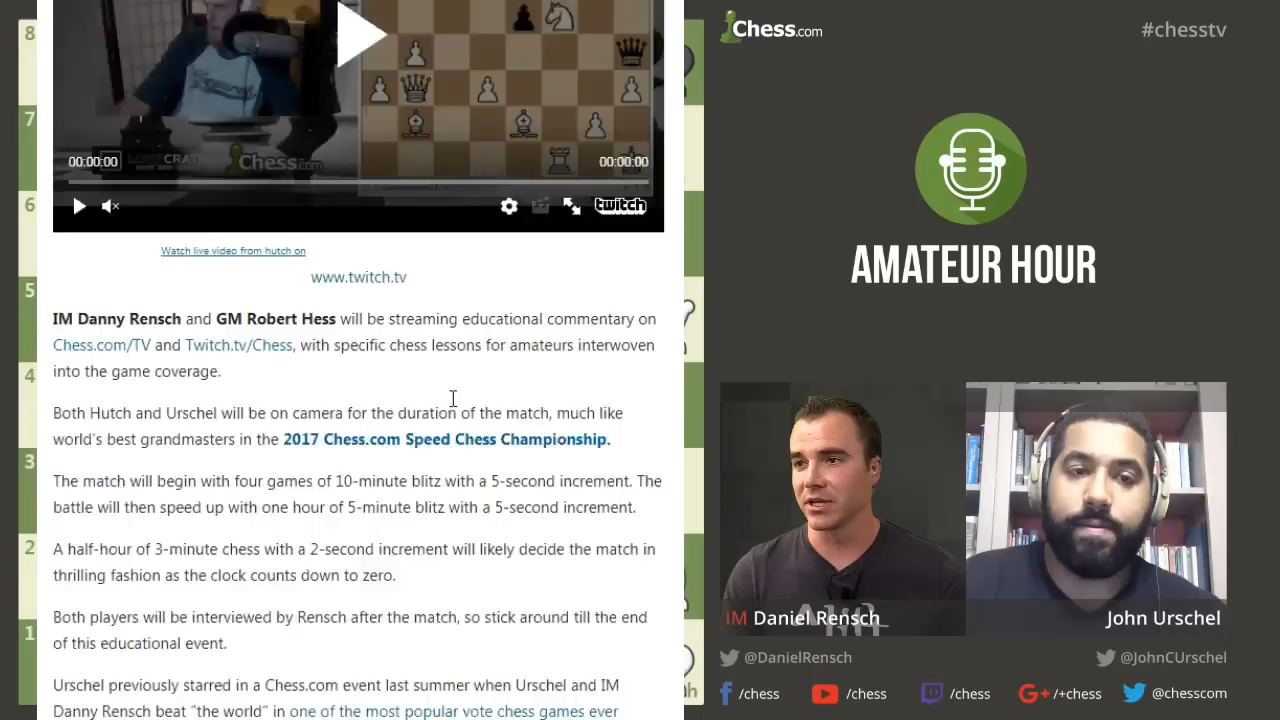 8
7
6
5
4
3
2
1
00:00:00
Chess.com
00:00:00
twitch
Watch live video from hutch on
www.twitch.tv
IM Danny Rensch and GM Robert Hess will be streaming educational commentary on
Chess.com/TV and Twitch.tv/Chess, with specific chess lessons for amateurs interwoven
into the game coverage.
Both Hutch and Urschel will be on camera for the duration of the match, much like
world's best grandmasters in the 2017 Chess.com Speed Chess Championship.
The match will begin with four games of 10-minute blitz with a 5-second increment. The
battle will then speed up with one hour of 5-minute blitz with a 5-second increment.
A half-hour of 3-minute chess with a 2-second increment will likely decide the match in
thrilling fashion as the clock counts down to zero.
Both players will be interviewed by Rensch after the match, so stick around till the end
of this educational event.
Urschel previously starred in a Chess.com event last summer when Urschel and IM
Danny Rensch beat "the world" in one of the most popular vote chess games ever
h
Chess.com
#chesstv
AMATEUR HOUR
IM Daniel Rensch
John Urschel
@DanielRensch
@JohnCUrschel
/chess
/chess
/chess
/+chess
@chesscom